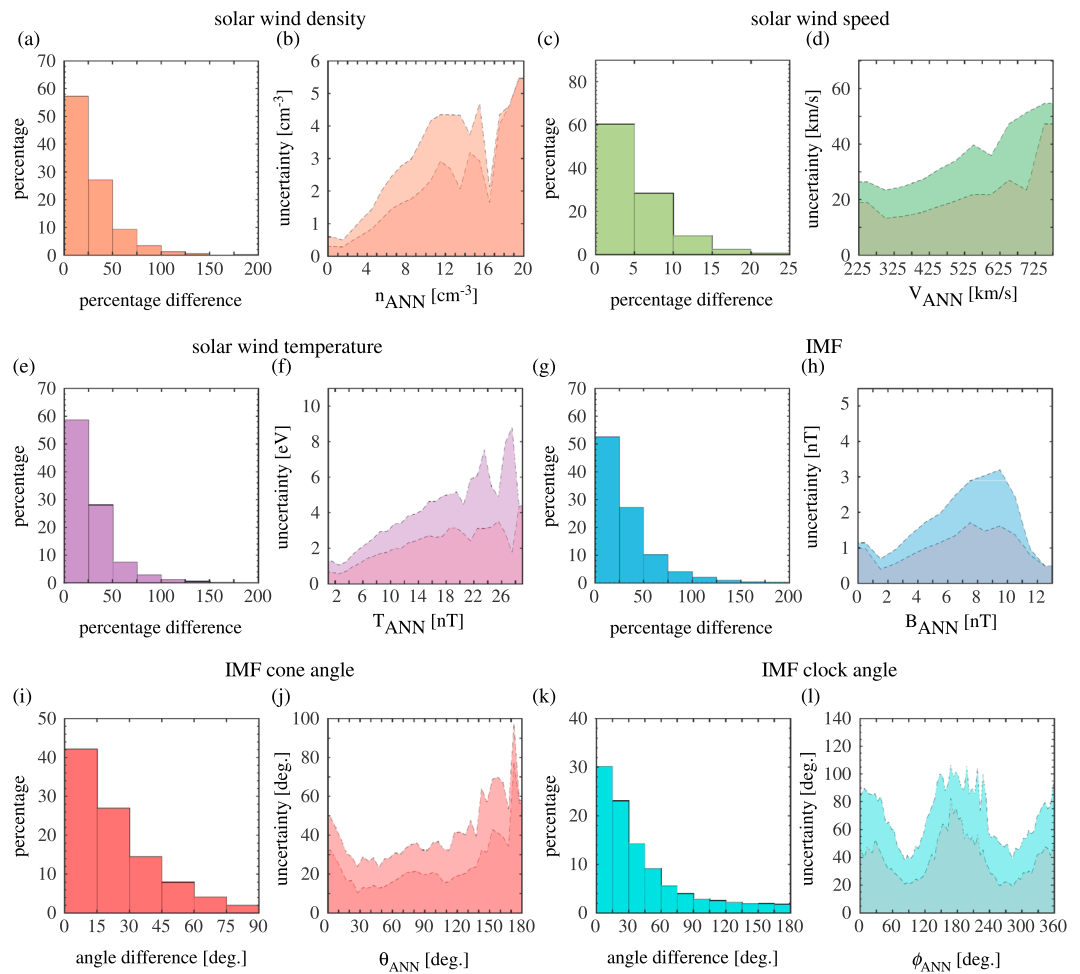 solar wind density
solar wind speed
(a)
(b)
(c)
(d)
percentage
70
60
50
40
30
20
10
0
0 50 100 150 200
percentage difference
uncertainty [cm-3]
6
5
4
3
2
1
0
0 4 8 12 16 20
nANN [cm-3]
percentage
80
60
40
20
0
0 5 10 15 20 25
percentage difference
uncertainty [km/s]
60
40
20
0
225 325 425 525 625 725
VANN [km/s]
solar wind temperature
IMF
(e)
(f)
(g)
(h)
percentage
70
60
50
40
30
20
10
0
0 50 100 150 200
percentage difference
uncertainty [eV]
10
8
6
4
2
0
2 6 10 14 18 22 26
TANN [nT]
percentage
70
60
50
40
30
20
10
0
0 50 100 150 200
percentage difference
uncertainty [nT]
5
4
3
2
1
0
0 2 4 6 8 10 12
BANN [nT]
IMF cone angle
IMF clock angle
(i)
(j)
(k)
(l)
percentage
50
40
30
20
10
0
0 15 30 45 60 75 90
angle difference [deg.]
uncertainty [deg.]
100
80
60
40
20
0
0 50 100 150
θANN [deg.]
percentage
40
30
20
10
0
0 30 60 90 120 150 180
angle difference [deg.]
uncertainty [deg.]
140
120
100
80
60
40
20
0
0 60 120 180 240 300 360
ϕANN [deg.]